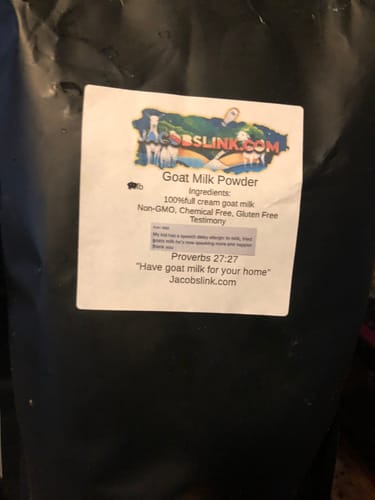 JACOBSLINK.COM
Goat Milk Powder
lb
Ingredients:
100%full cream goat milk
Non-GMO, Chemical Free, Gluten Free
Testimony
My kid has a speech delay allergic to milk, tried
goats milk he's now speaking more and happier
thank you
Proverbs 27:27
"Have goat milk for your home"
Jacobslink.com